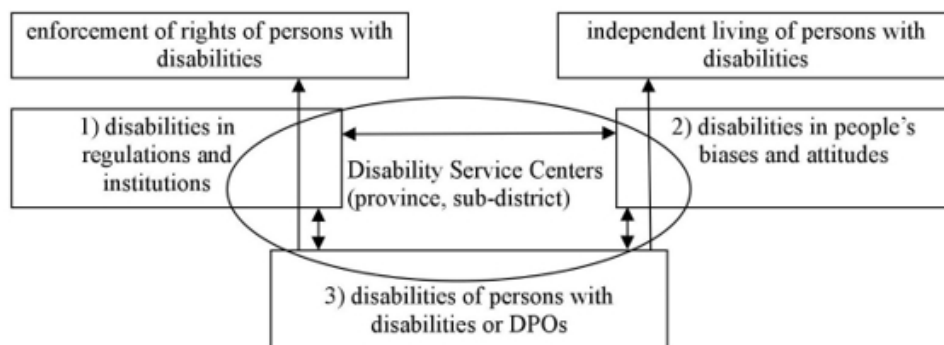 enforcement of rights of persons with
disabilities
independent living of persons with
disabilities
1) disabilities in
regulations and
institutions
2) disabilities in people's
biases and attitudes
Disability Service Centers
(province, sub-district)
3) disabilities of persons with
disabilities or DPOs